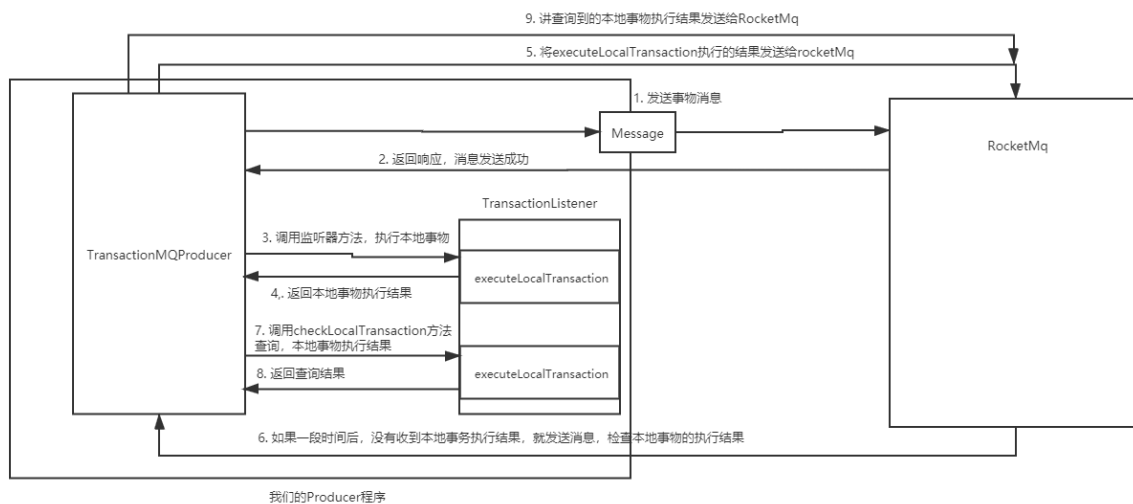 9. 讲查询到的本地事物执行结果发送给RocketMq
5. 将executeLocalTransaction执行的结果发送给rocketMq
1. 发送事物消息
Message
RocketMq
2. 返回响应，消息发送成功
TransactionListener
3. 调用监听器方法，执行本地事物
TransactionMQProducer
executeLocalTransaction
4,. 返回本地事物执行结果
7. 调用checkLocalTransaction方法
查询，本地事物执行结果
executeLocalTransaction
8. 返回查询结果
6. 如果一段时间后，没有收到本地事务执行结果，就发送消息，检查本地事物的执行结果
我们的Producer程序